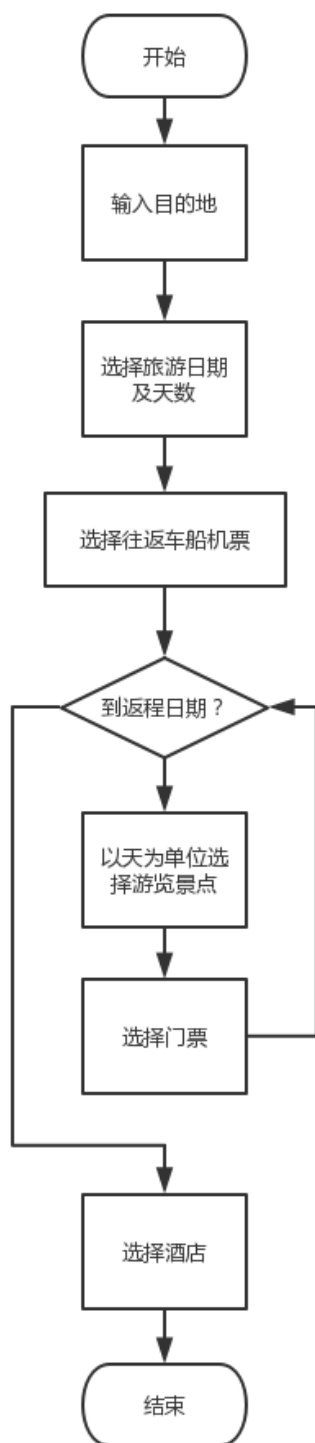 开始
输入目的地
选择旅游日期
及天数
选择往返车船机票
到返程日期？
以天为单位选
择游览景点
选择门票
选择酒店
结束